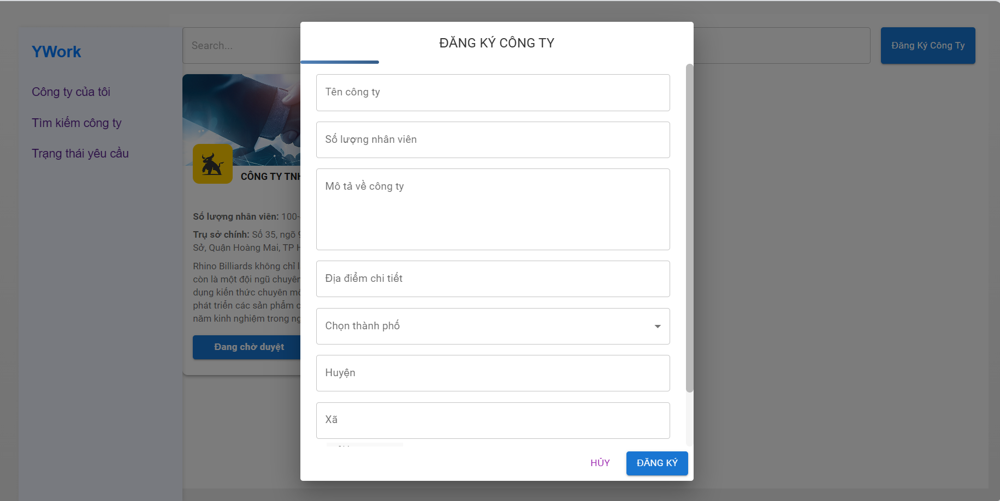 YWork
Công ty của tôi
Tìm kiếm công ty
Trạng thái yêu cầu
Search...
Đăng Ký Công Ty
CÔNG TY
Số lượng nhân viên: 100-
Trụ sở chính: Số 35, ngõ
Sở, Quận Hoàng Mai, TP
Rhino Billiards không chỉ
còn là một đội ngũ chuyên
dụng kiến thức chuyên
phát triển các sản phẩm
năm kinh nghiệm trong
Đang chờ duyệt
ĐĂNG KÝ CÔNG TY
Tên công ty
Số lượng nhân viên
Mô tả về công ty
Địa điểm chi tiết
Chọn thành phố
Huyện
Xã
HỦY
ĐĂNG KÝ